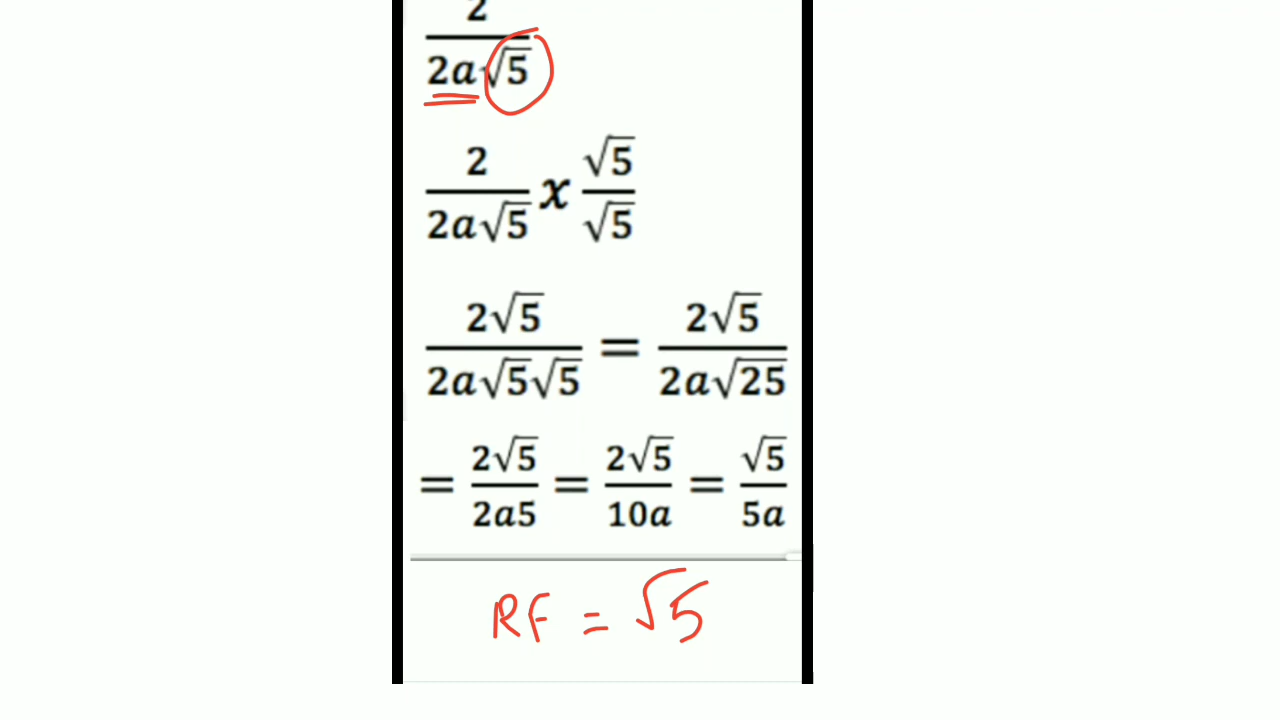 2
2a√5
2 √5
x
2a√5 √5
2√5 2√5
=
2a√5√5 2a√25
2√5 2√5 √5
= = =
2a5 10a 5a
RF = √5